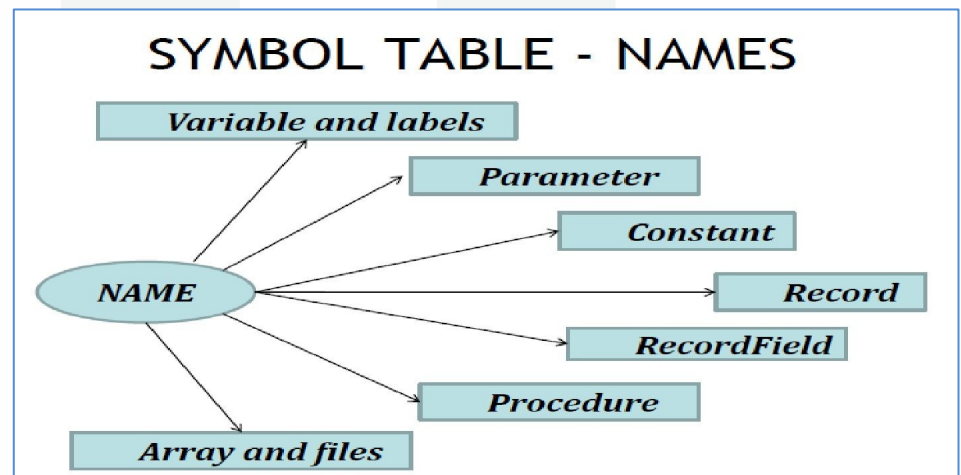 SYMBOL TABLE - NAMES
Variable and labels
Parameter
Constant
NAME
Record
RecordField
Procedure
Array and files